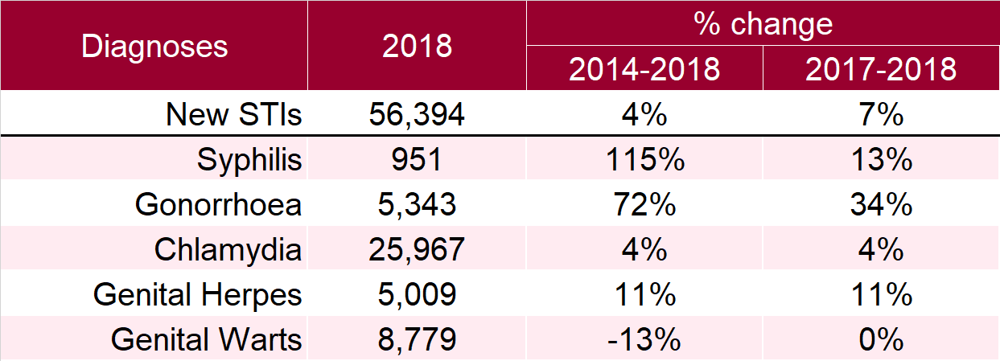 Diagnoses 2018 % change
2014-2018 2017-2018
New STIs 56,394 4% 7%
Syphilis 951 115% 13%
Gonorrhoea 5,343 72% 34%
Chlamydia 25,967 4% 4%
Genital Herpes 5,009 11% 11%
Genital Warts 8,779 -13% 0%